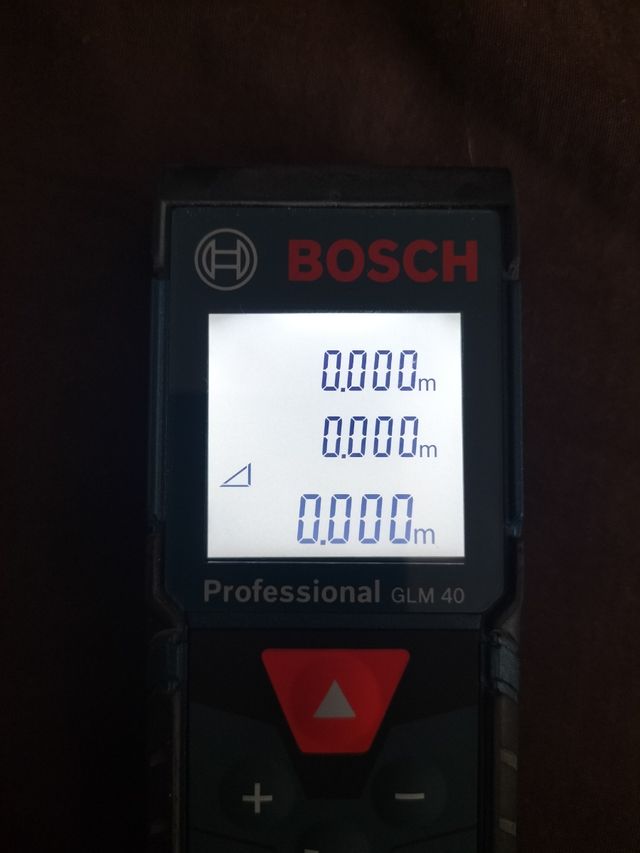 BOSCH
0.000m
0.000m
0.000m
Professional GLM 40
+ −